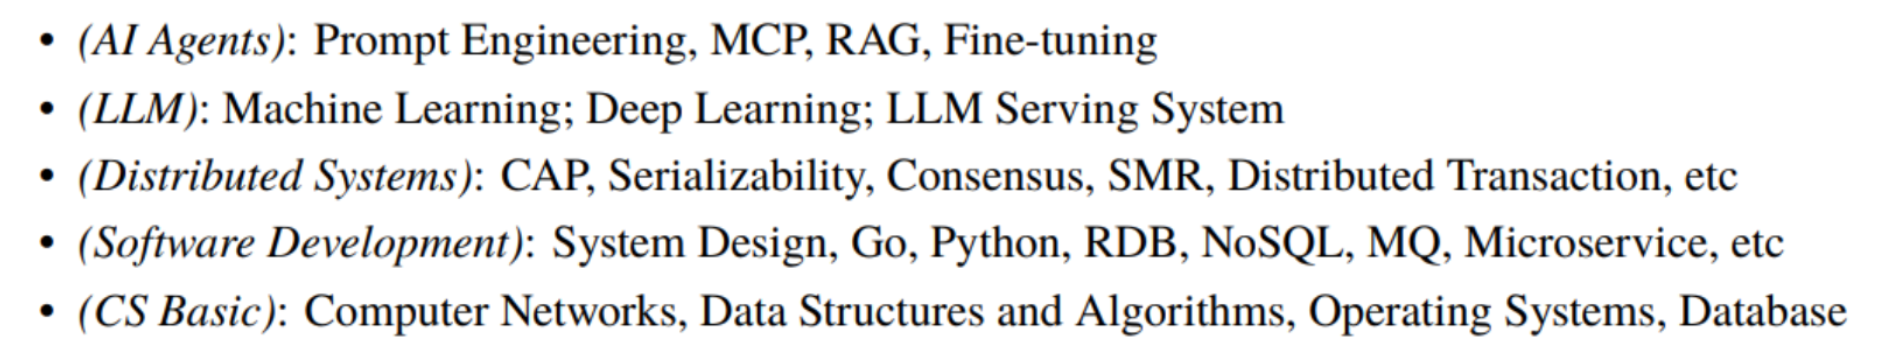 • (AI Agents): Prompt Engineering, MCP, RAG, Fine-tuning
• (LLM): Machine Learning; Deep Learning; LLM Serving System
• (Distributed Systems): CAP, Serializability, Consensus, SMR, Distributed Transaction, etc
• (Software Development): System Design, Go, Python, RDB, NoSQL, MQ, Microservice, etc
• (CS Basic): Computer Networks, Data Structures and Algorithms, Operating Systems, Database